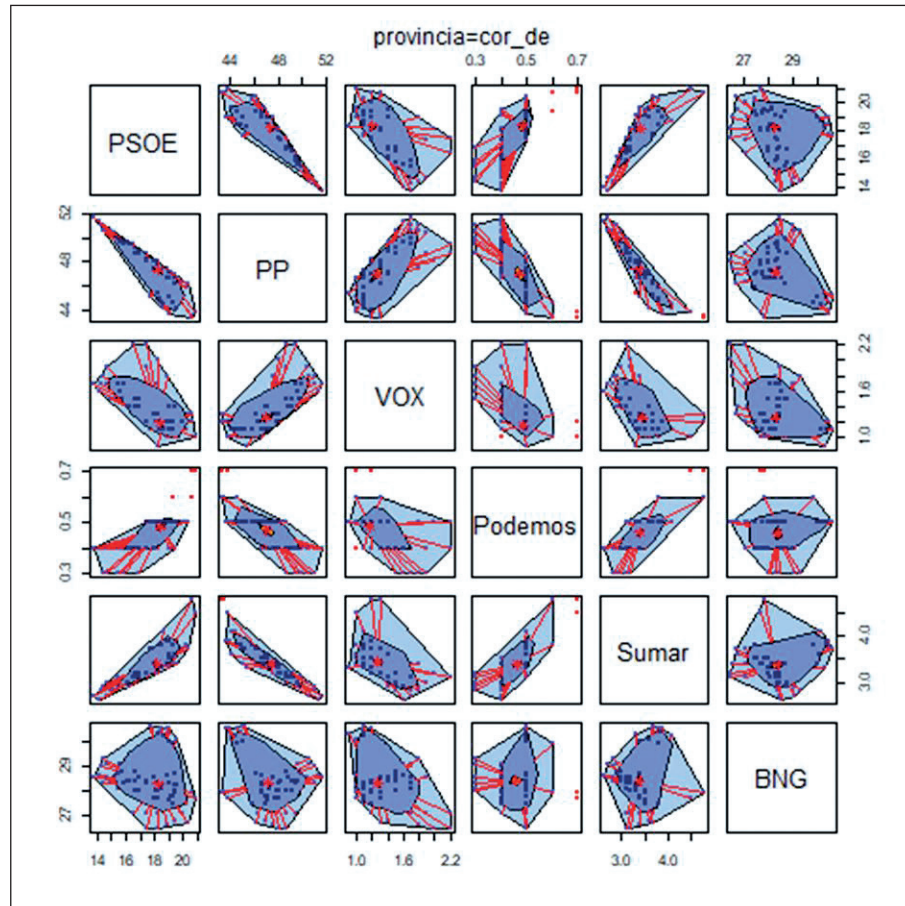 provincia=cor_de
44 48 52
0.3 0.5 0.7
27 29
PSOE
14 16 18 20
44 48 52
PP
VOX
1.0 1.6 2.2
0.3 0.5 0.7
Podemos
Sumar
3.0 4.0
27 29
BNG
14 16 18 20
1.0 1.6 2.2
3.0 4.0